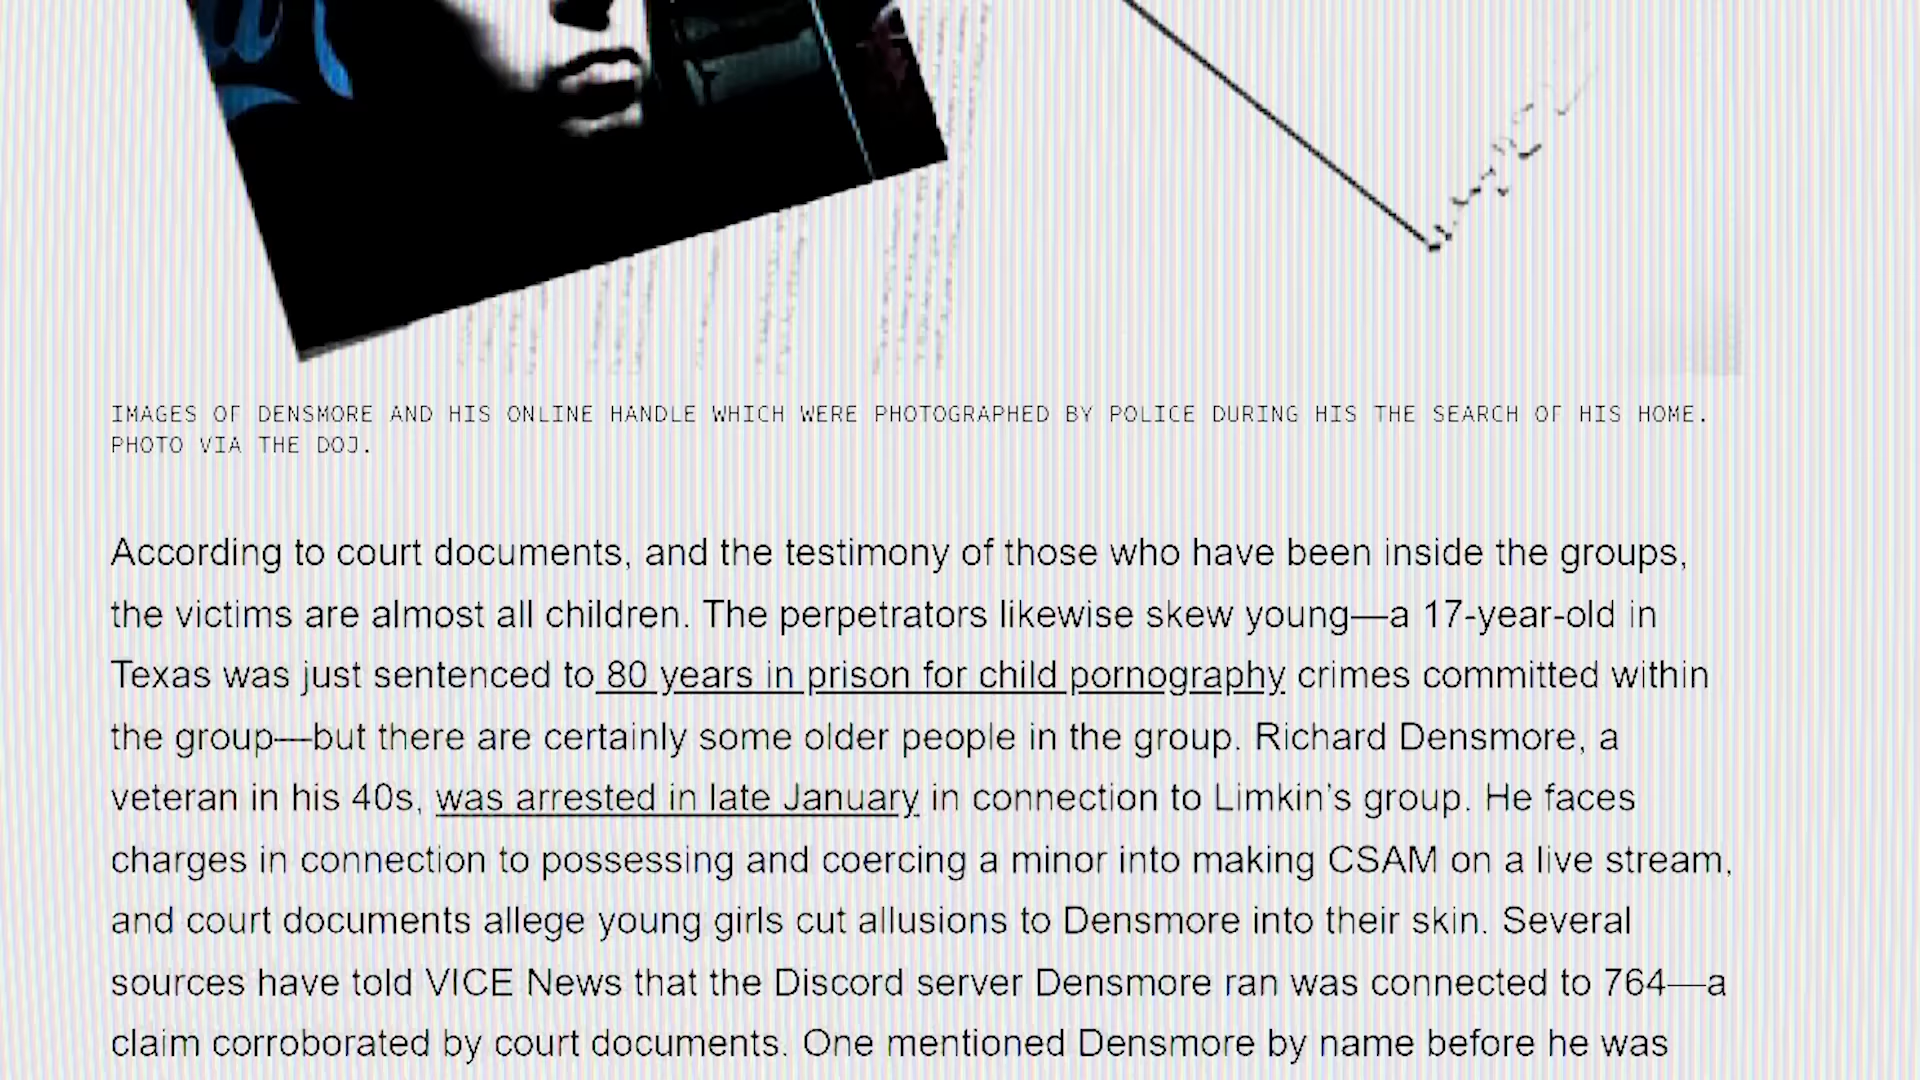 IMAGES OF DENSMORE AND HIS ONLINE HANDLE WHICH WERE PHOTOGRAPHED BY POLICE DURING HIS THE SEARCH OF HIS HOME.
PHOTO VIA THE DOJ.
According to court documents, and the testimony of those who have been inside the groups,
the victims are almost all children. The perpetrators likewise skew young—a 17-year-old in
Texas was just sentenced to 80 years in prison for child pornography crimes committed within
the group—but there are certainly some older people in the group. Richard Densmore, a
veteran in his 40s, was arrested in late January in connection to Limkin’s group. He faces
charges in connection to possessing and coercing a minor into making CSAM on a live stream,
and court documents allege young girls cut allusions to Densmore into their skin. Several
sources have told VICE News that the Discord server Densmore ran was connected to 764—a
claim corroborated by court documents. One mentioned Densmore by name before he was